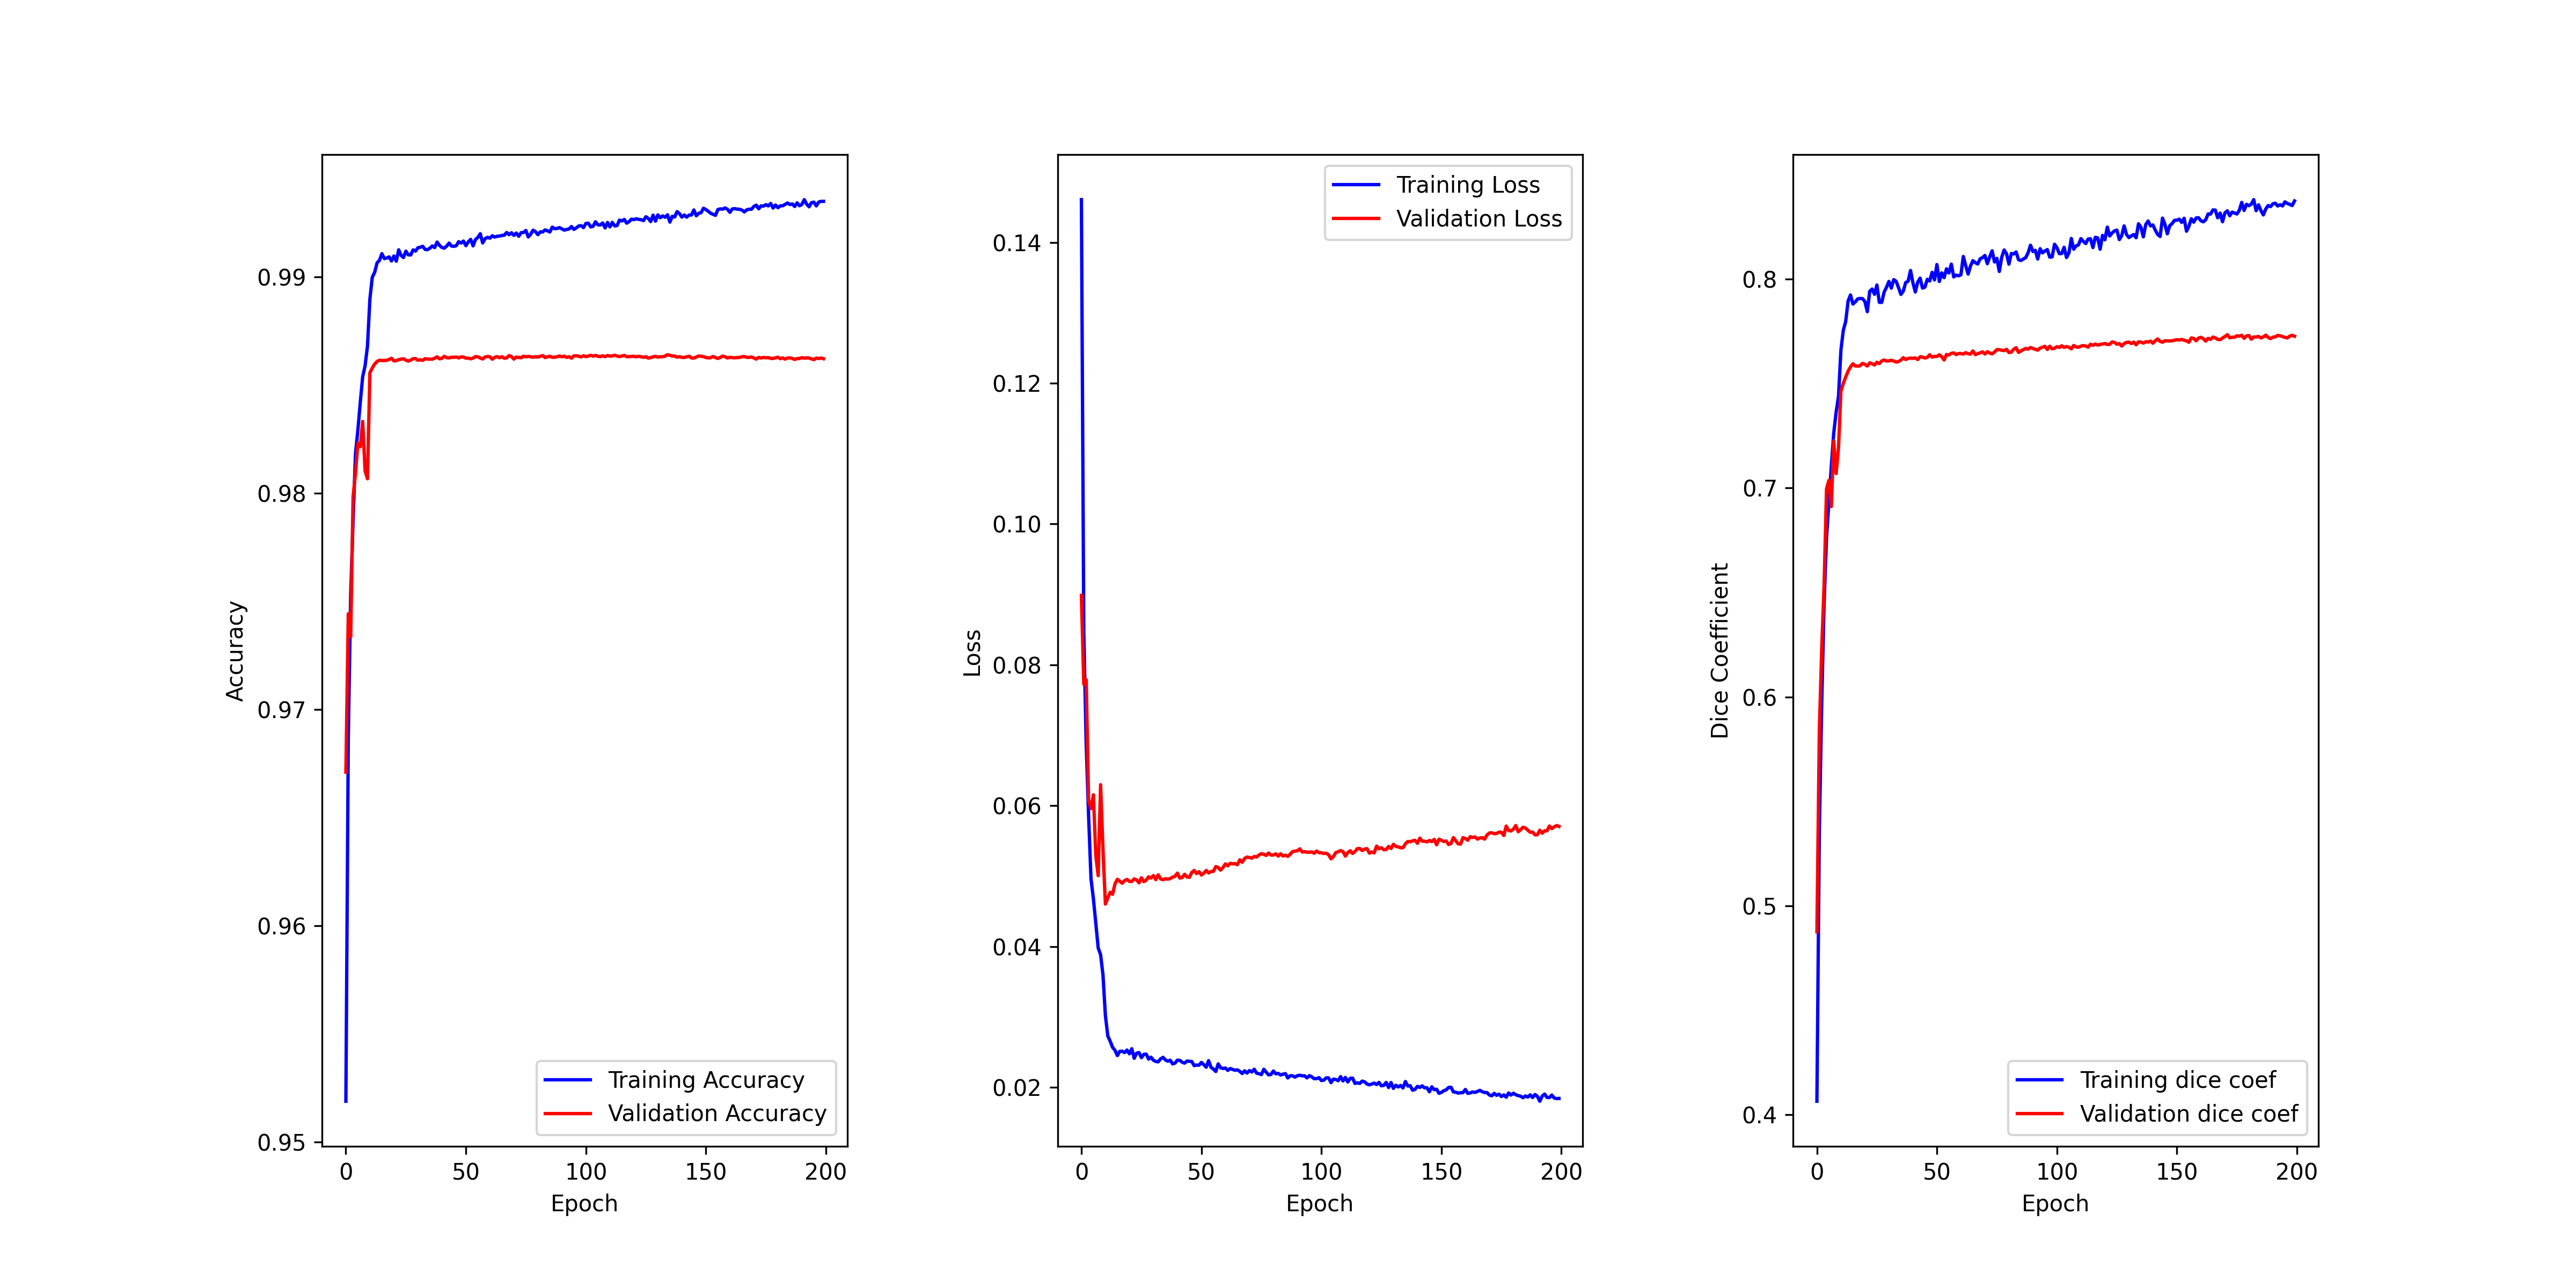 Accuracy
0.99
0.98
0.97
0.96
0.95
0 50 100 150 200
Epoch
Training Accuracy
Validation Accuracy
Loss
0.14
0.12
0.10
0.08
0.06
0.04
0.02
0 50 100 150 200
Epoch
Training Loss
Validation Loss
Dice Coefficient
0.8
0.7
0.6
0.5
0.4
0 50 100 150 200
Epoch
Training dice coef
Validation dice coef